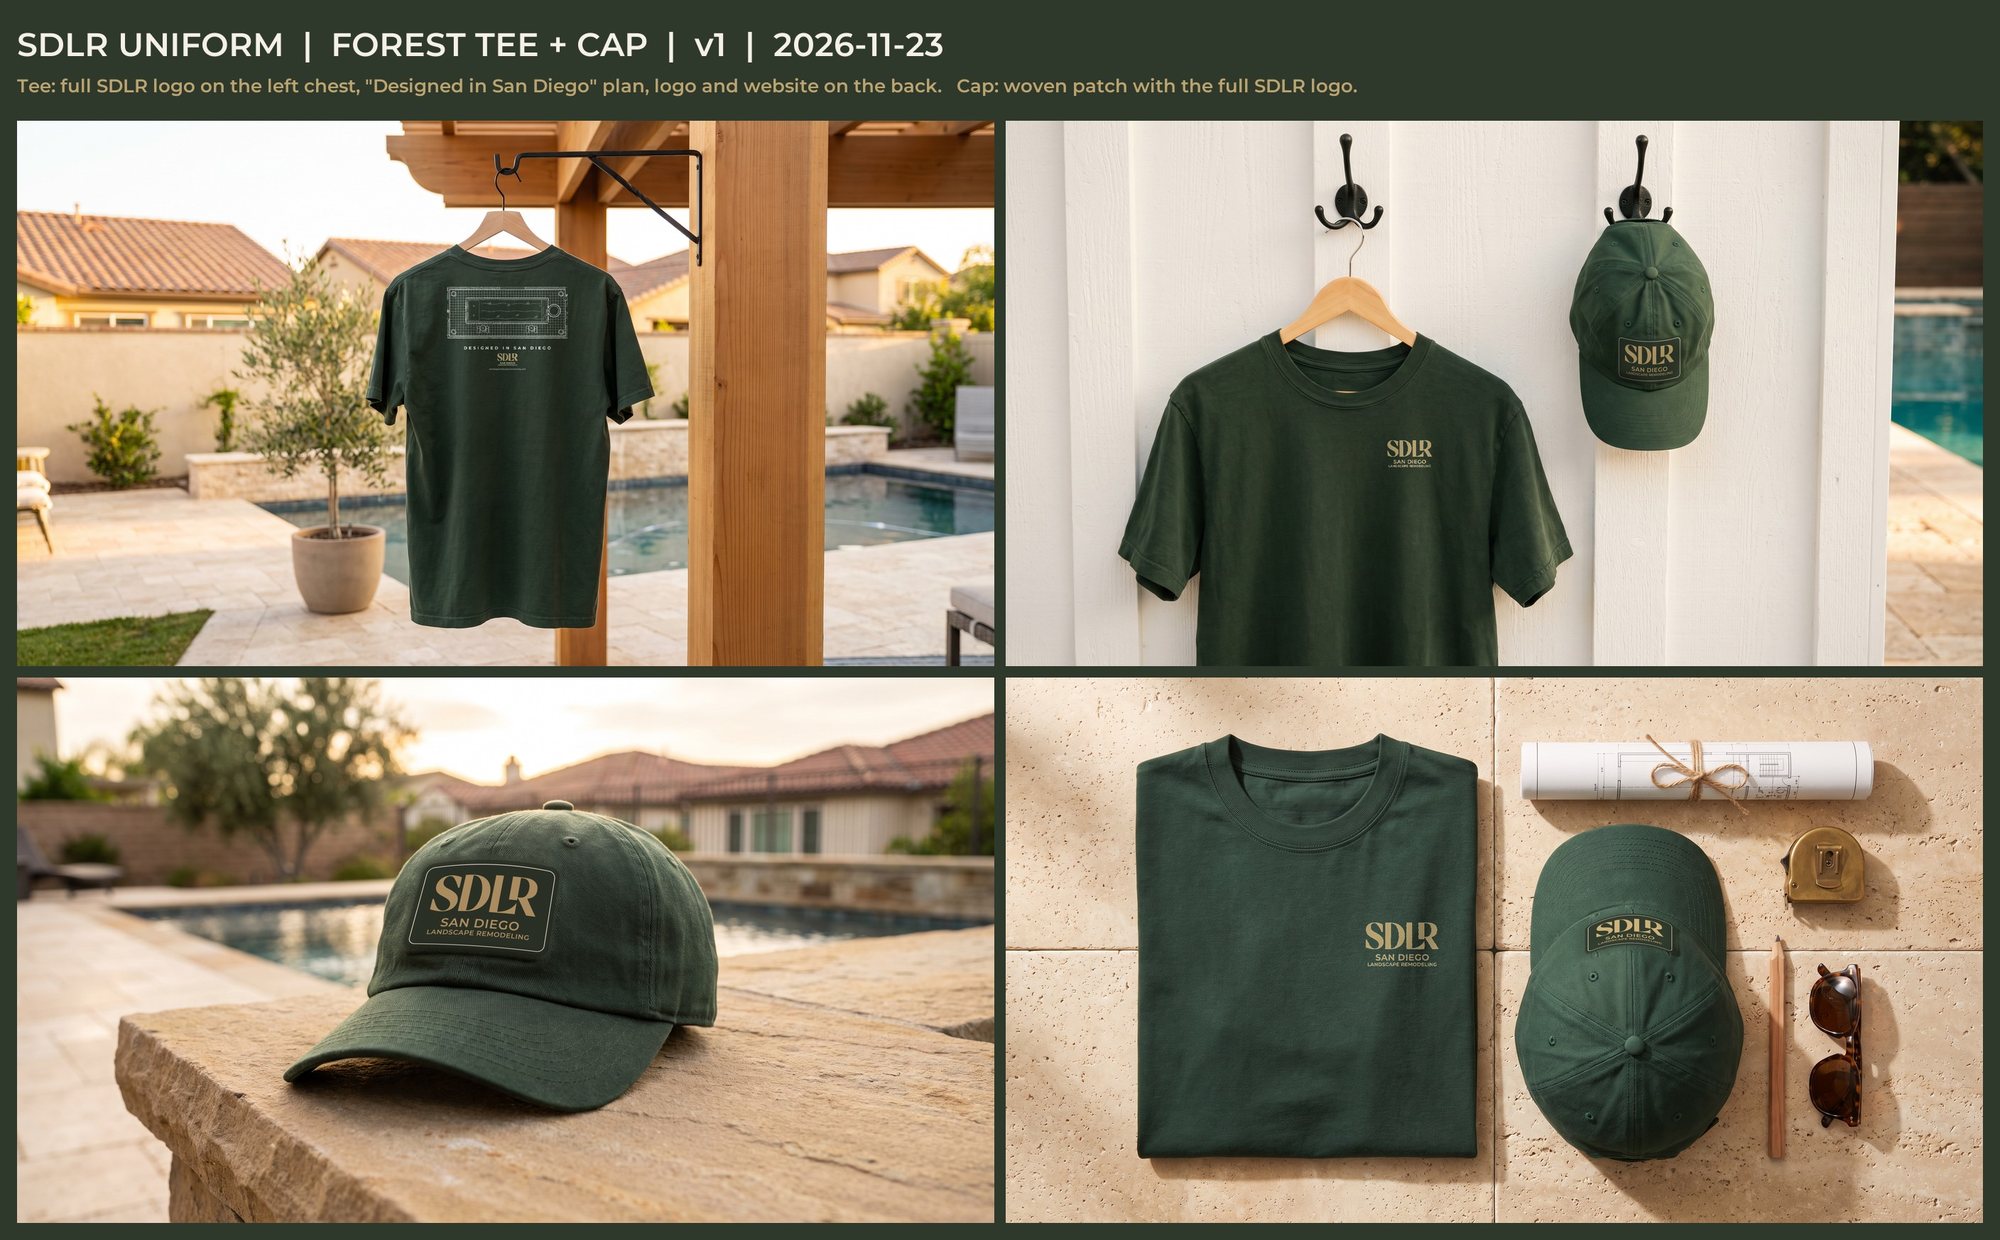 SDLR UNIFORM | FOREST TEE + CAP | v1 | 2026-11-23
Tee: full SDLR logo on the left chest, "Designed in San Diego" plan, logo and website on the back.   Cap: woven patch with the full SDLR logo.
DESIGNED IN SAN DIEGO
SDLR
SDLR
SAN DIEGO
LANDSCAPE REMODELING
SDLR
SAN DIEGO
LANDSCAPE REMODELING
SDLR
SAN DIEGO
LANDSCAPE REMODELING
SDLR
SAN DIEGO
LANDSCAPE REMODELING
SDLR
SAN DIEGO
LANDSCAPE REMODELING